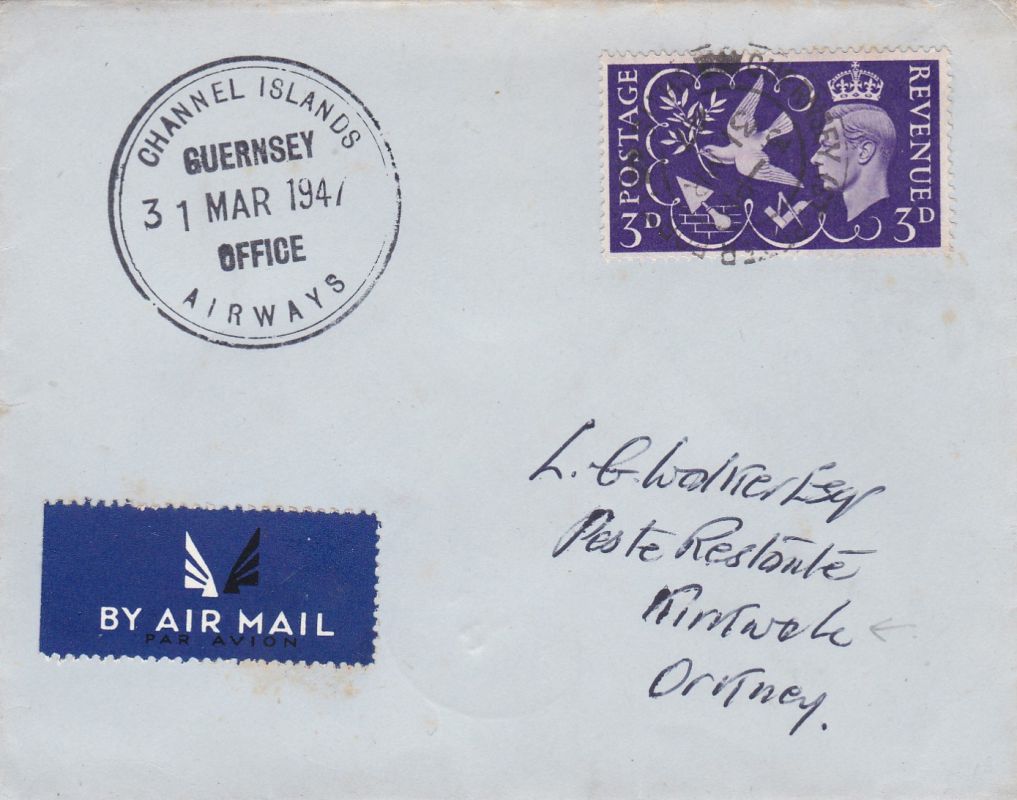 CHANNEL ISLANDS
GUERNSEY
31 MAR 1947
OFFICE
AIRWAYS
POSTAGE
REVENUE
3D
3D
L. G. Walker Esq
Poste Restante
Kirkwall
Orkney.
BY AIR MAIL
PAR AVION